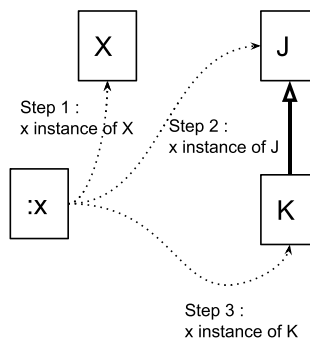 X
J
Step 1 :
x instance of X
Step 2 :
x instance of J
:x
K
Step 3 :
x instance of K